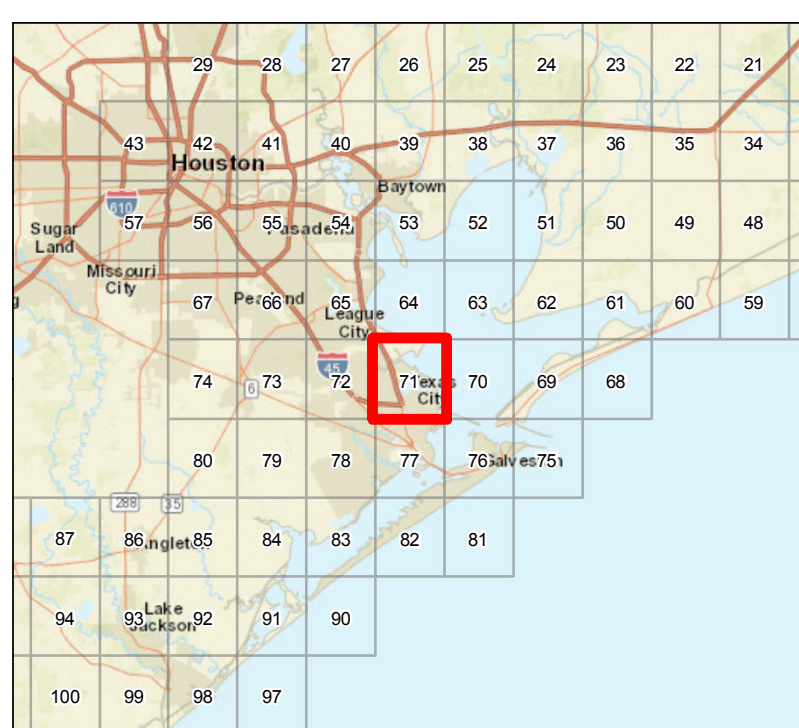 29 28 27 26 25 24 23 22 21
43 42 41 40 39 38 37 36 35 34
Houston
Baytown
610
57 56 55 54 53 52 51 50 49 48
Sugar
Land
Pasadena
Missouri
City
67 66 65 64 63 62 61 60 59
Pearland
League
City
45
74 6 73 72 71 70 69 68
Texas
City
80 79 78 77 76 75
Galveston
288 35
87 86 85 84 83 82 81
Angleton
94 93 92 91 90
Lake
Jackson
100 99 98 97